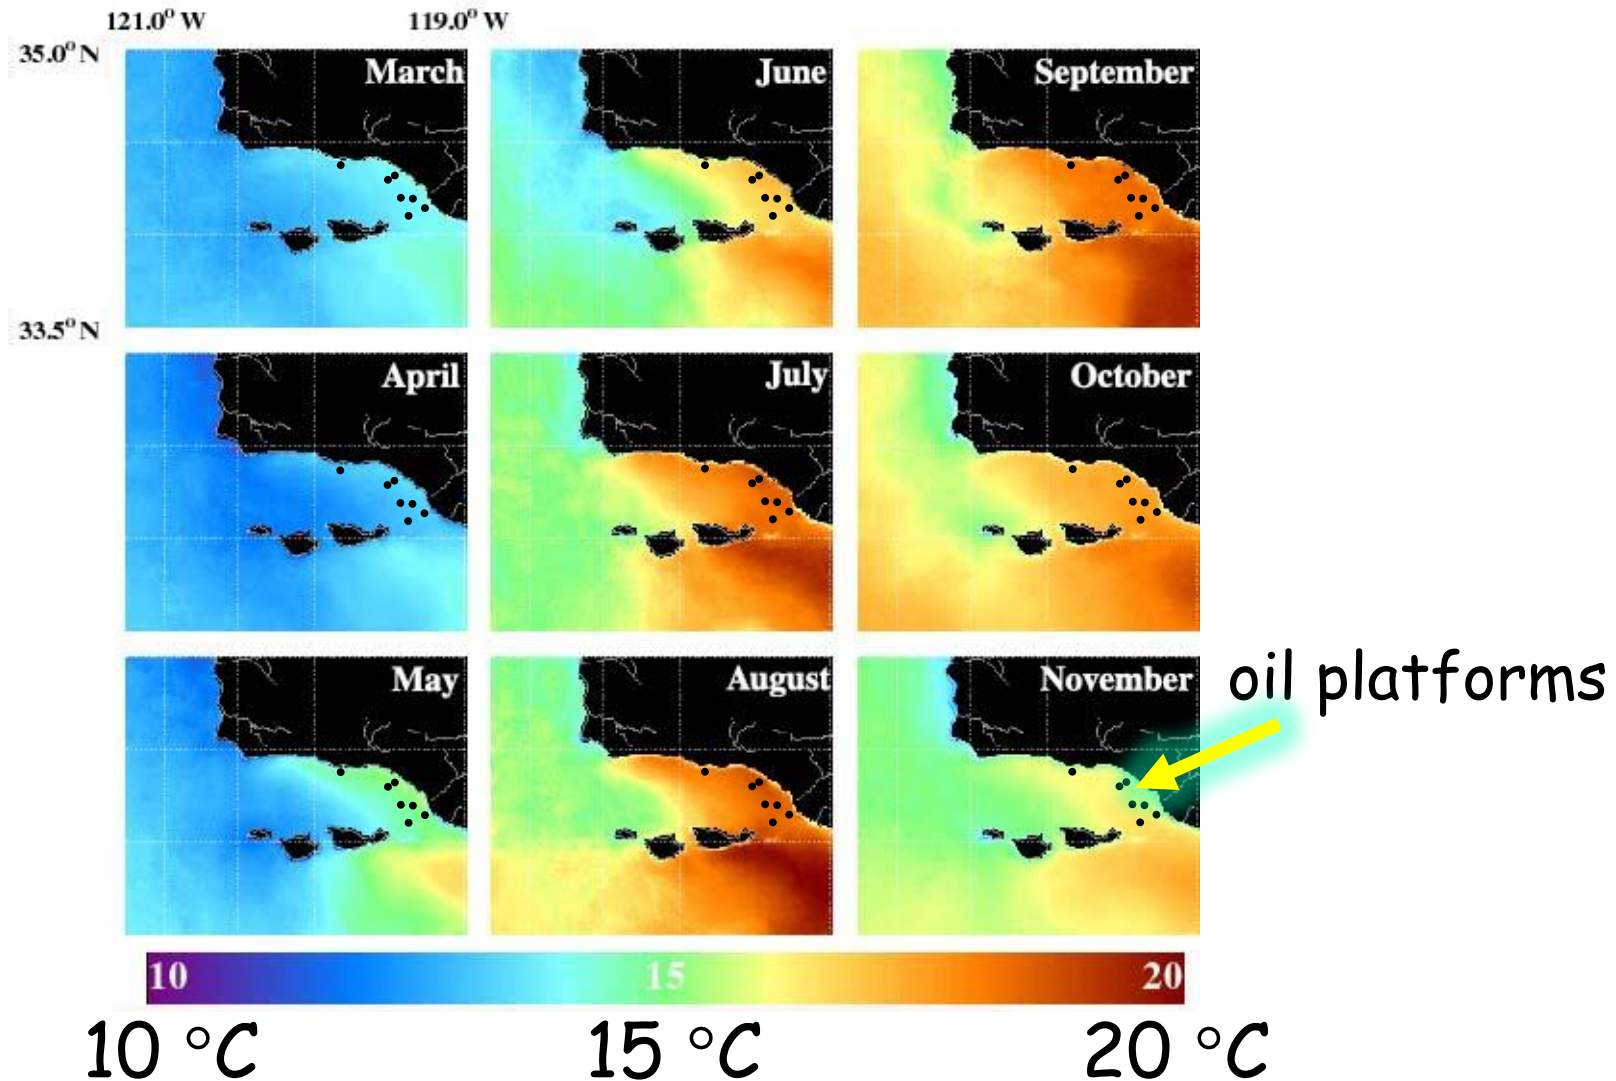 121.0° W 119.0° W
35.0° N
March June September
33.5° N
April July October
May August November
oil platforms
10 15 20
10 °C 15 °C 20 °C